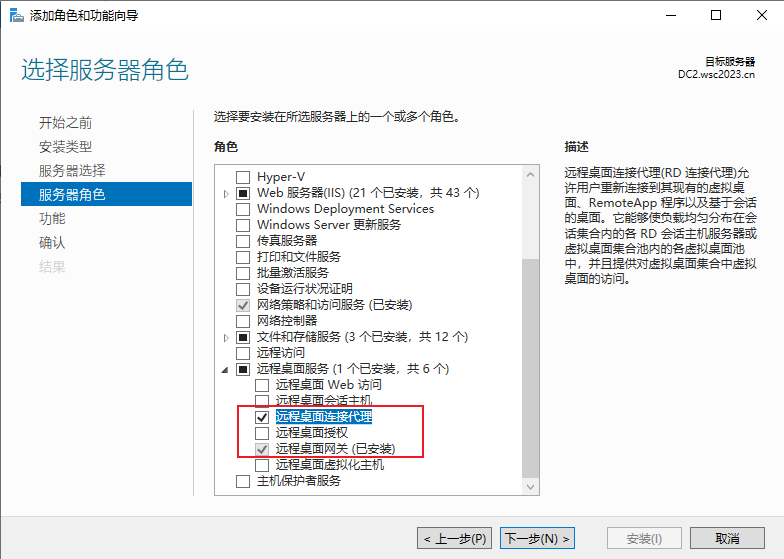 添加角色和功能向导
选择服务器角色
目标服务器
DC2.wsc2023.cn
开始之前
安装类型
服务器选择
服务器角色
功能
确认
结果
选择要安装在所选服务器上的一个或多个角色。
角色
Hyper-V
Web 服务器(IIS) (21 个已安装，共 43 个)
Windows Deployment Services
Windows Server 更新服务
传真服务器
打印和文件服务
批量激活服务
设备运行状况证明
网络策略和访问服务 (已安装)
网络控制器
文件和存储服务 (3 个已安装，共 12 个)
远程访问
远程桌面服务 (1 个已安装，共 6 个)
远程桌面 Web 访问
远程桌面会话主机
远程桌面连接代理
远程桌面授权
远程桌面网关 (已安装)
远程桌面虚拟化主机
主机保护者服务
描述
远程桌面连接代理(RD 连接代理)允
许用户重新连接到其现有的虚拟桌
面、RemoteApp 程序以及基于会话
的桌面。它能够使负载均匀分布在会
话集合内的各 RD 会话主机服务器或
虚拟桌面集合池内的各虚拟桌面池
中，并且提供对虚拟桌面集合中虚拟
桌面的访问。
< 上一步(P)
下一步(N) >
安装(I)
取消